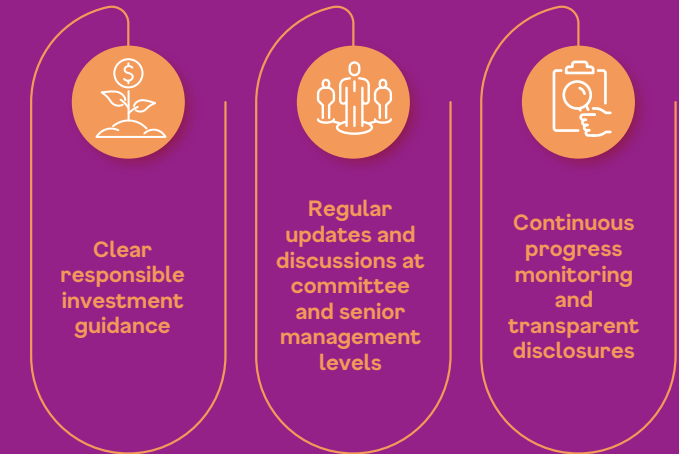 $
Clear
responsible
investment
guidance
Regular
updates and
discussions at
committee
and senior
management
levels
Continuous
progress
monitoring
and
transparent
disclosures